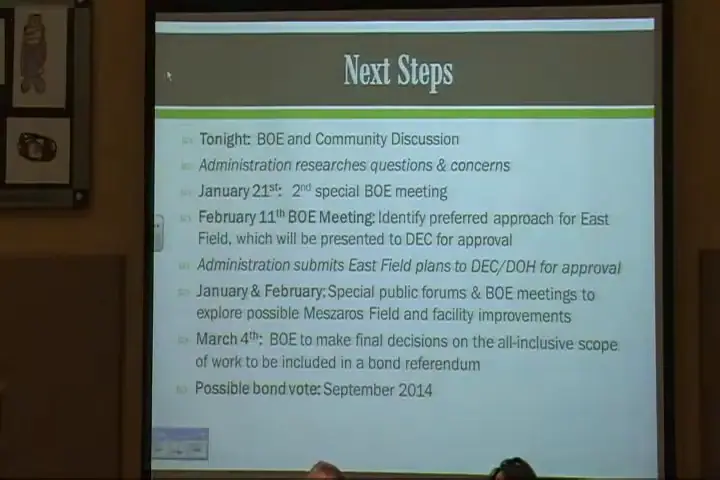 Next Steps
Tonight: BOE and Community Discussion
Administration researches questions & concerns
January 21st: 2nd special BOE meeting
February 11th BOE Meeting: Identify preferred approach for East
Field, which will be presented to DEC for approval
Administration submits East Field plans to DEC/DOH for approval
January & February: Special public forums & BOE meetings to
explore possible Meszaros Field and facility improvements
March 4th: BOE to make final decisions on the all-inclusive scope
of work to be included in a bond referendum
Possible bond vote: September 2014